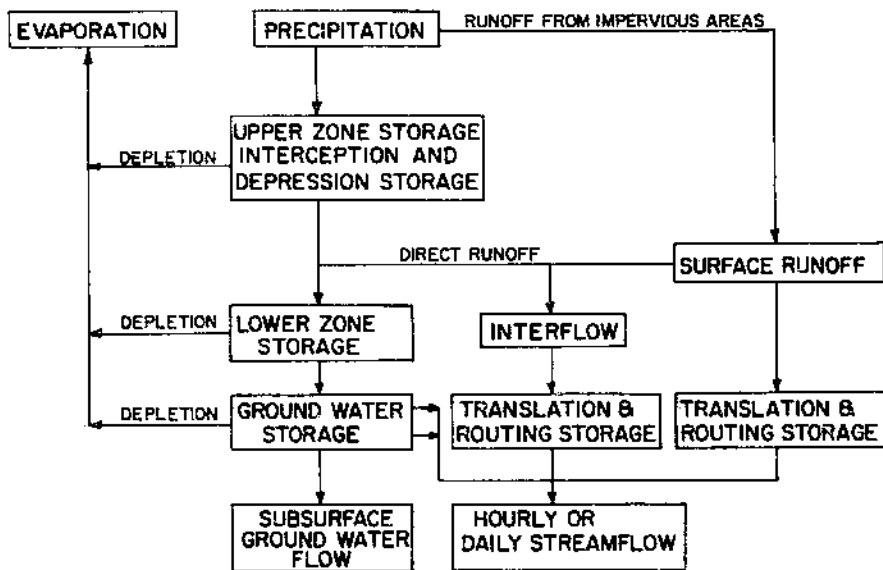 EVAPORATION
PRECIPITATION
RUNOFF FROM IMPERVIOUS AREAS
UPPER ZONE STORAGE
INTERCEPTION AND
DEPRESSION STORAGE
DEPLETION
DIRECT RUNOFF
SURFACE RUNOFF
DEPLETION
LOWER ZONE
STORAGE
INTERFLOW
DEPLETION
GROUND WATER
STORAGE
TRANSLATION &
ROUTING STORAGE
TRANSLATION &
ROUTING STORAGE
SUBSURFACE
GROUND WATER
FLOW
HOURLY OR
DAILY STREAMFLOW